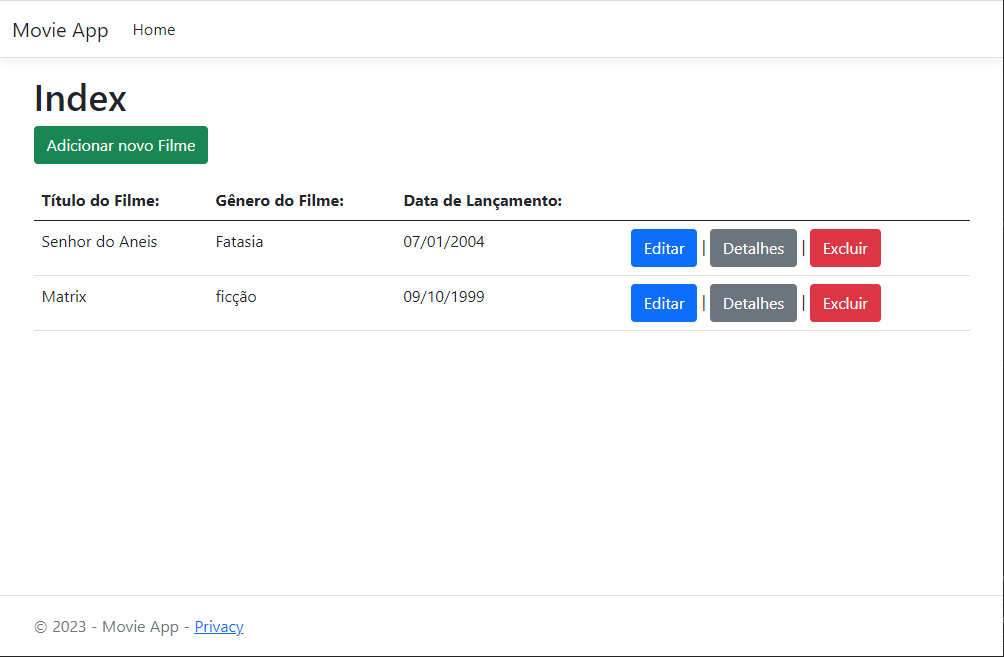 Movie App Home
Index
Adicionar novo Filme
Título do Filme: Gênero do Filme: Data de Lançamento:
Senhor do Aneis Fatasia 07/01/2004 Editar | Detalhes | Excluir
Matrix ficção 09/10/1999 Editar | Detalhes | Excluir
© 2023 - Movie App - Privacy